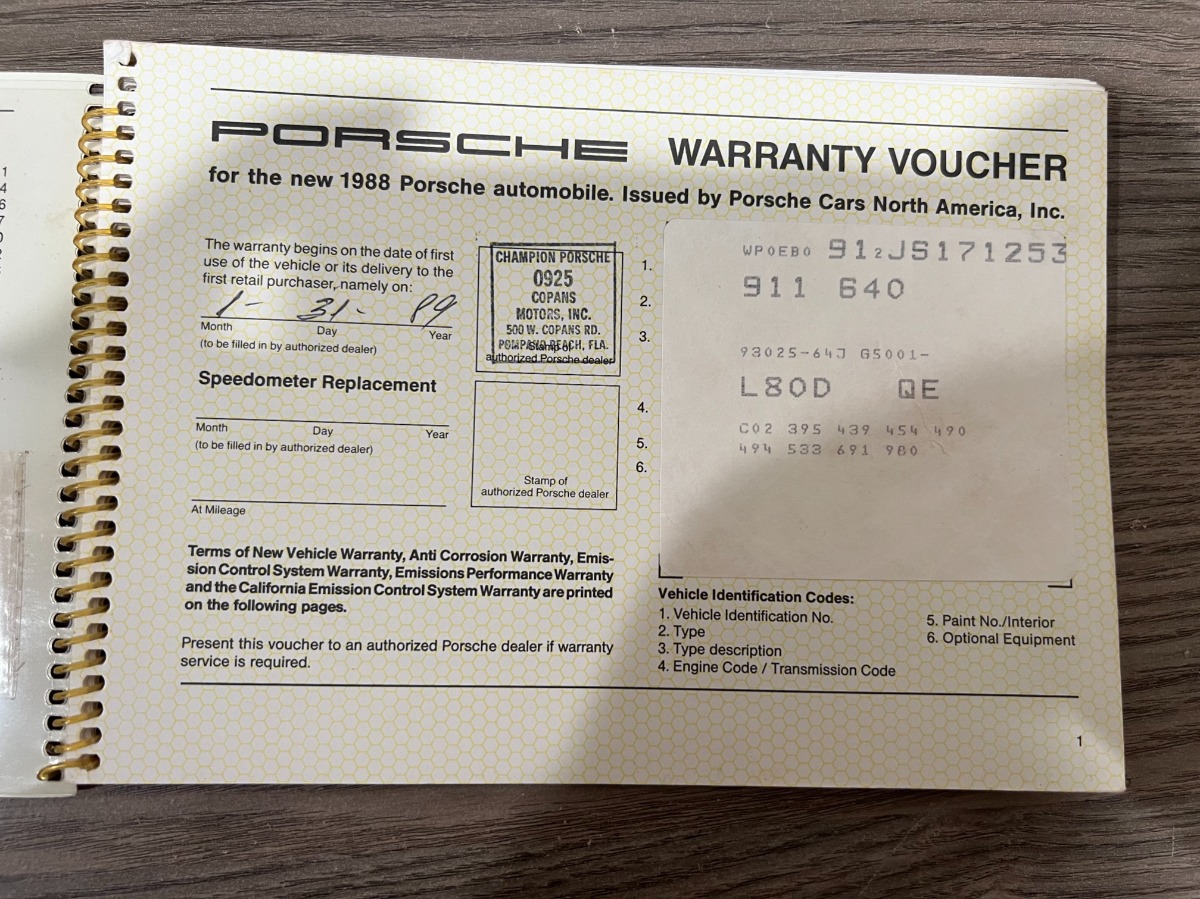 PORSCHE WARRANTY VOUCHER
for the new 1988 Porsche automobile. Issued by Porsche Cars North America, Inc.
The warranty begins on the date of first
use of the vehicle or its delivery to the
first retail purchaser, namely on:
1- 31- 89
Month Day Year
(to be filled in by authorized dealer)
CHAMPION PORSCHE
0925
COPANS
MOTORS, INC.
500 W. COPANS RD.
POMPANO BEACH, FLA.
Stamp of
authorized Porsche dealer
Speedometer Replacement
Month Day Year
(to be filled in by authorized dealer)
At Mileage
Stamp of
authorized Porsche dealer
1.
2.
3.
4.
5.
6.
WP0EB0 912JS171253
911 640
93025-64J G5001-
L80D QE
C02 395 439 454 490
494 533 691 980
Terms of New Vehicle Warranty, Anti Corrosion Warranty, Emis-
sion Control System Warranty, Emissions Performance Warranty
and the California Emission Control System Warranty are printed
on the following pages.
Present this voucher to an authorized Porsche dealer if warranty
service is required.
Vehicle Identification Codes:
1. Vehicle Identification No.
2. Type
3. Type description
4. Engine Code / Transmission Code
5. Paint No./Interior
6. Optional Equipment
1
1
4
6
7